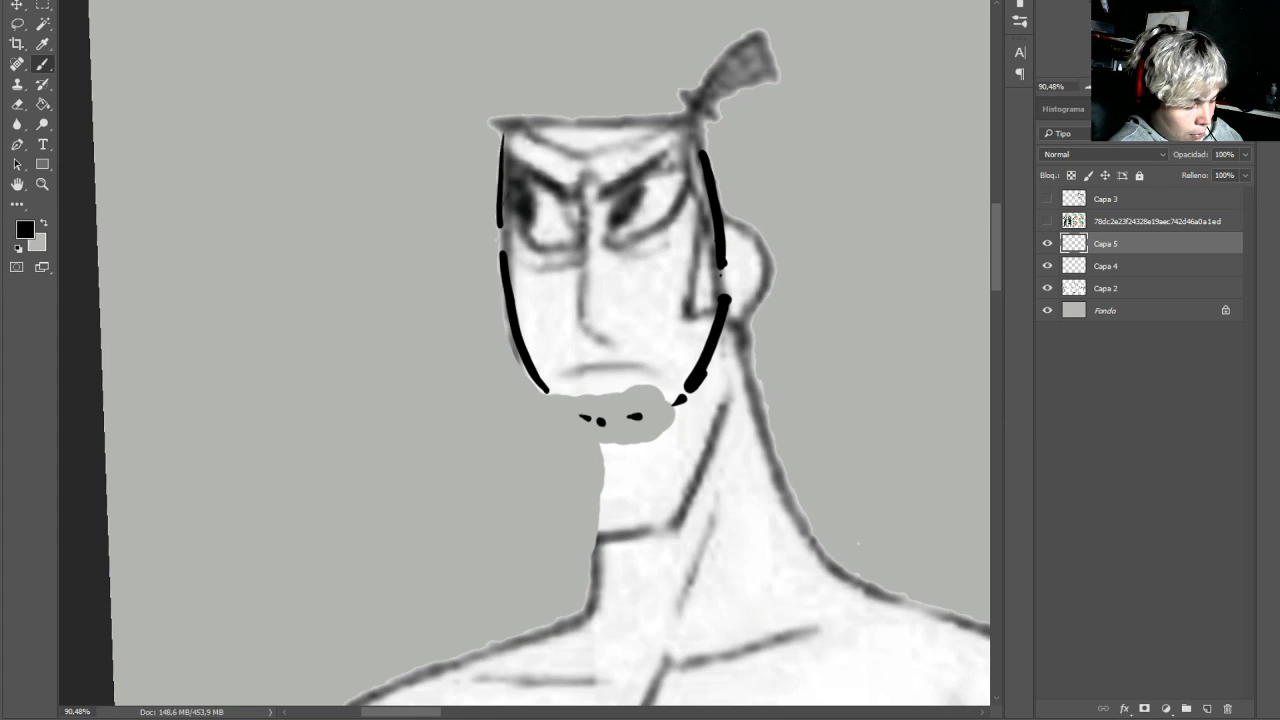 90,48%
Histograma
Tipo
Normal
Opacidad: 100%
Bloq.:
Relleno: 100%
Capa 3
78dc2e23f24328e19aec742d46a0a1ed
Capa 5
Capa 4
Capa 2
Fondo
90,48%
Doc: 148,6 MB/453,9 MB